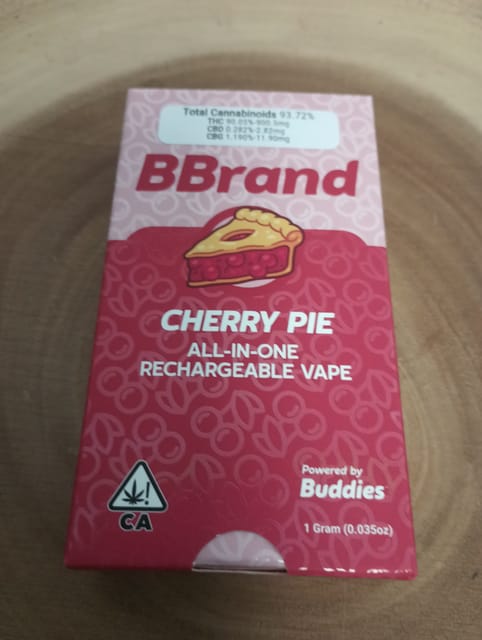 Total Cannabinoids 93.72%
THC 90.05%-900.5mg
CBD 0.282%-2.82mg
CBG 1.190%-11.90mg
BBrand
CHERRY PIE
ALL-IN-ONE
RECHARGEABLE VAPE
Powered by
Buddies
CA
1 Gram (0.035oz)